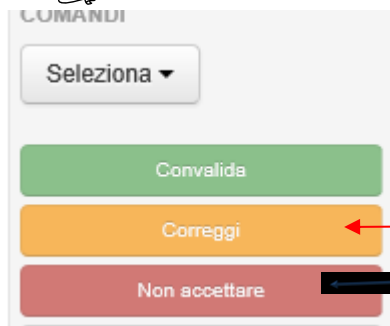 COMANDI
Seleziona
Convalida
Correggi
Non accettare